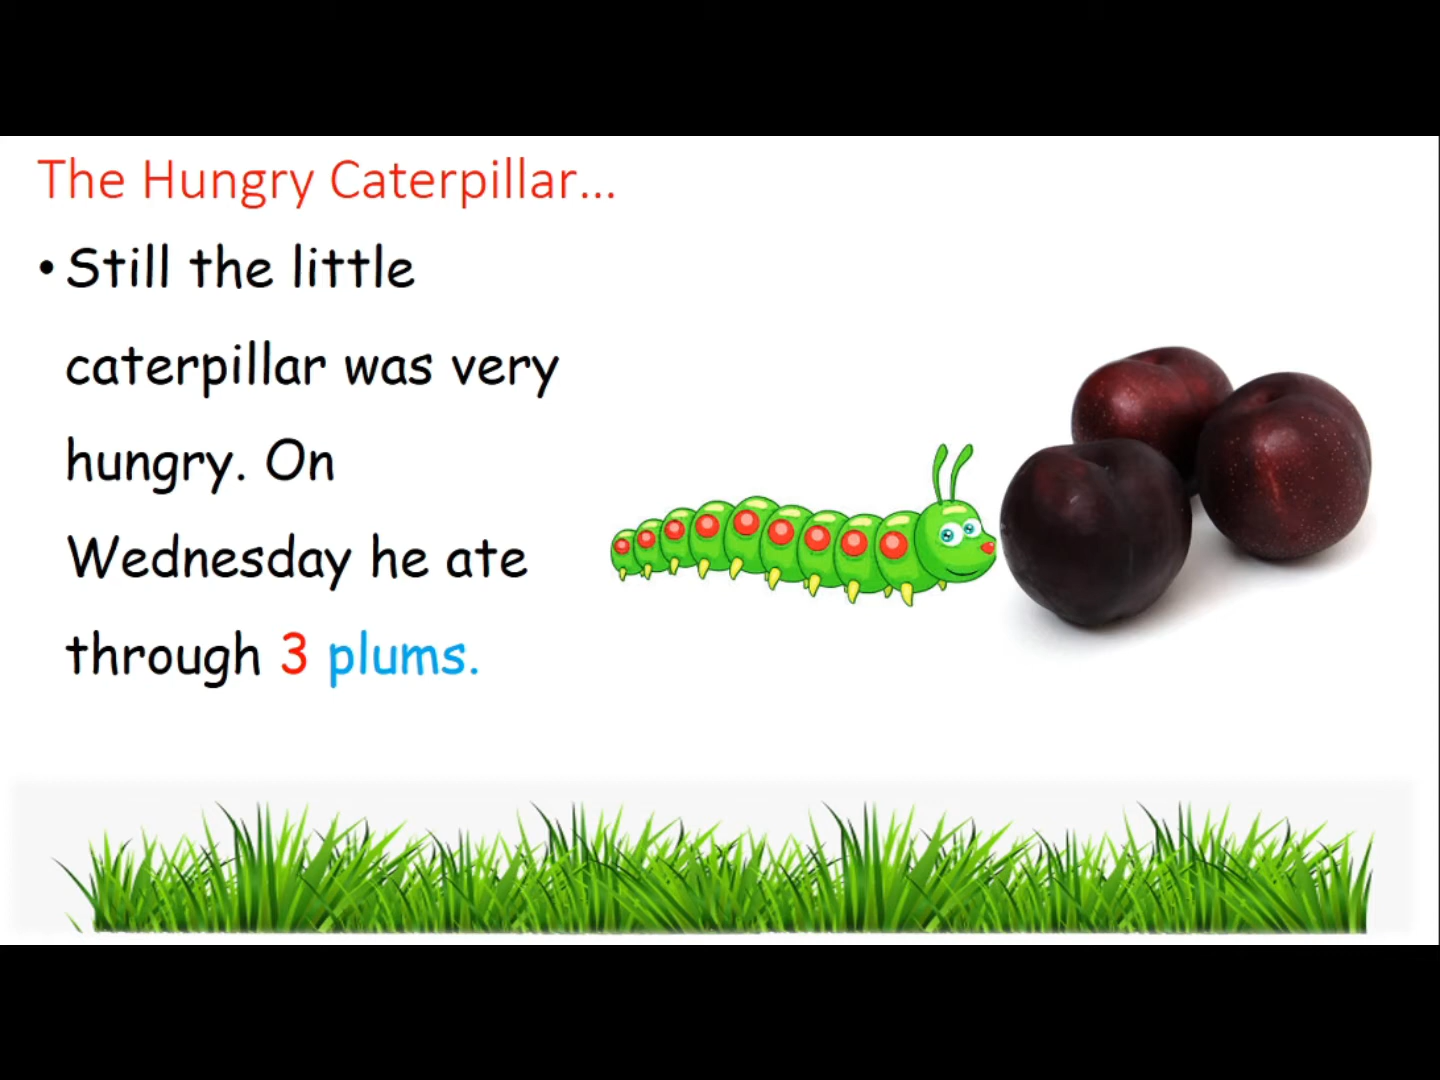 The Hungry Caterpillar...
• Still the little
caterpillar was very
hungry. On
Wednesday he ate
through 3 plums.